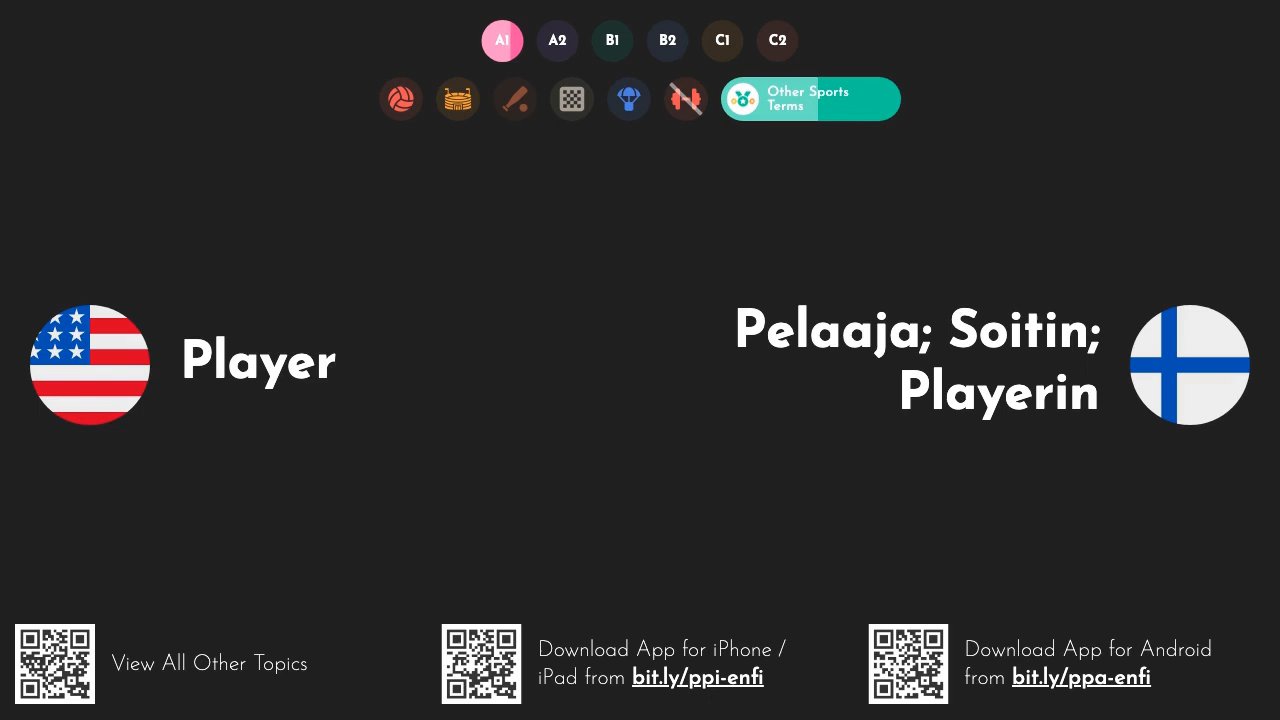 A1 A2 B1 B2 C1 C2
Other Sports
Terms
Player
Pelaaja; Soitin;
Playerin
View All Other Topics
Download App for iPhone /
iPad from bit.ly/ppi-enfi
Download App for Android
from bit.ly/ppa-enfi